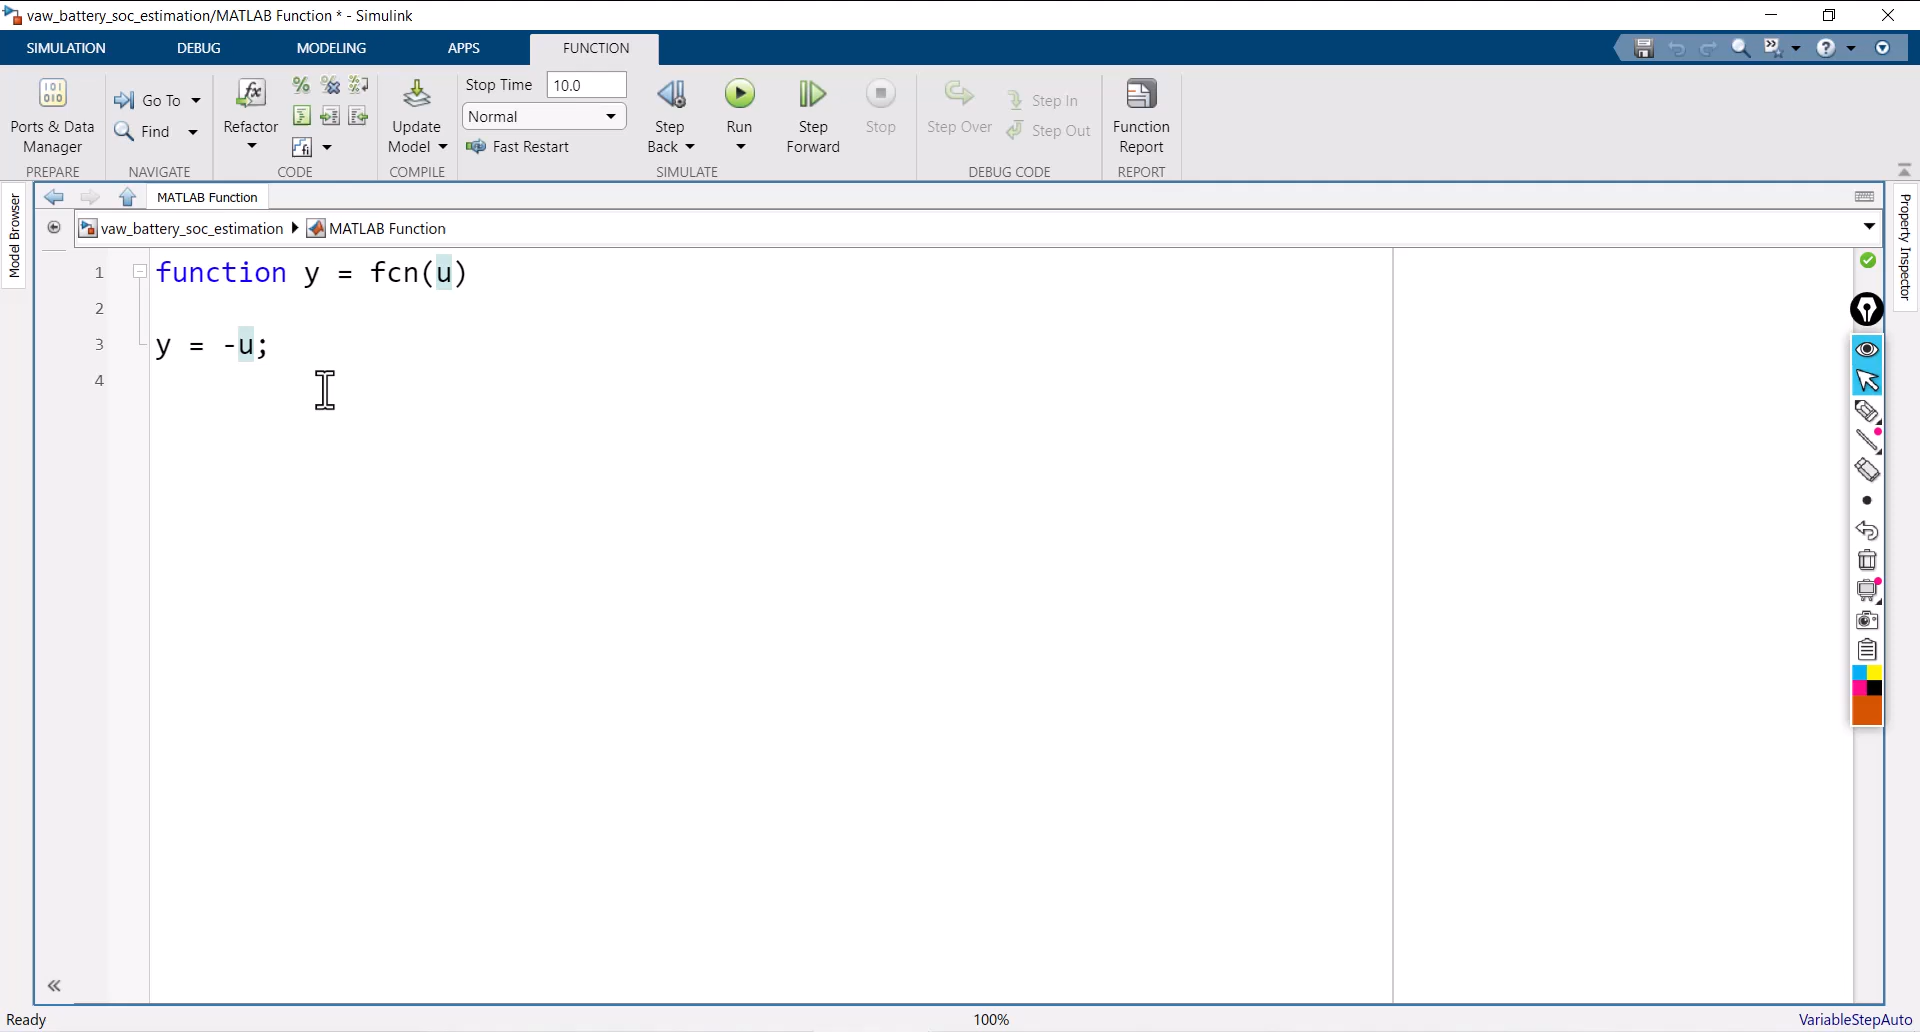 vaw_battery_soc_estimation/MATLAB Function * - Simulink
SIMULATION DEBUG MODELING APPS FUNCTION
Ports & Data Manager
PREPARE
Go To
Find
NAVIGATE
Refactor
CODE
Update Model
COMPILE
Stop Time 10.0
Normal
Fast Restart
Step Back
Run
Step Forward
Stop
SIMULATE
Step Over
Step In
Step Out
DEBUG CODE
Function Report
REPORT
MATLAB Function
vaw_battery_soc_estimation MATLAB Function
Model Browser
Property Inspector
1 function y = fcn(u)
2
3 y = -u;
4
Ready 100% VariableStepAuto